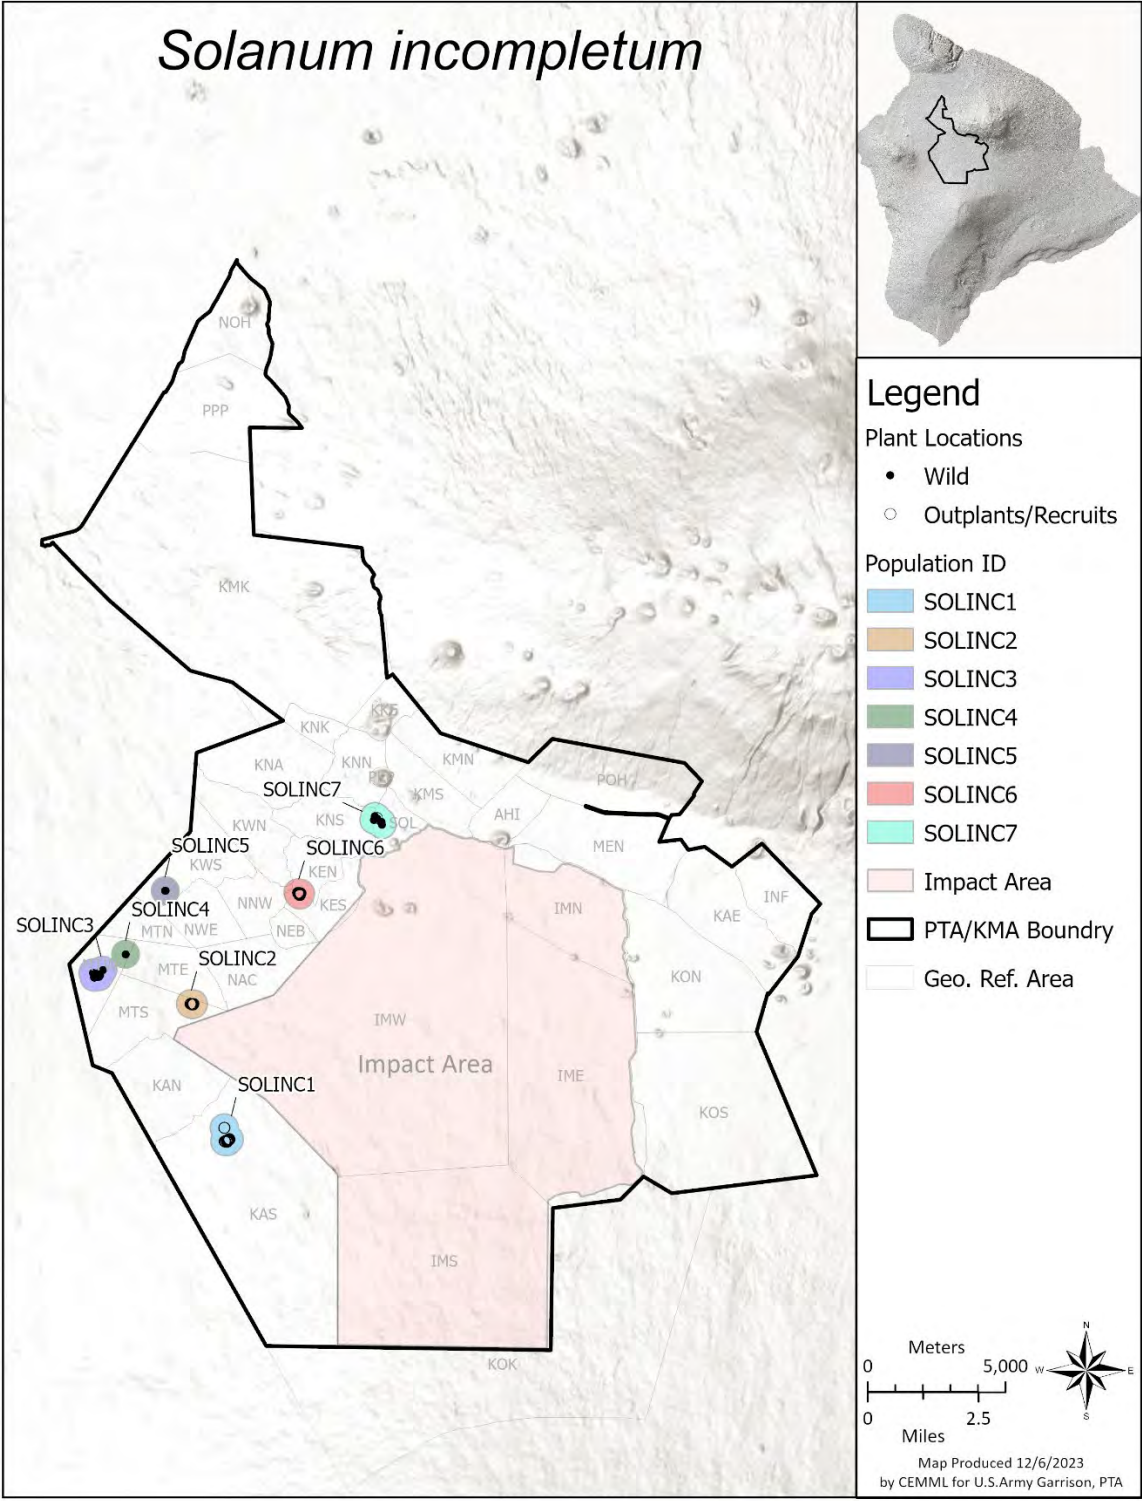 Solanum incompletum
NOH
PPP
KMK
KKS
KNK
KNN
KMN
KNA
POH
SOLINC7
KMS
AHI
KNS
SOL
KWN
SOLINC5
SOLINC6
MEN
KWS
KEN
INF
SOLINC4
NNW
KES
IMN
KAE
SOLINC3
MTN
NWE
NEB
SOLINC2
MTE
NAC
KON
MTS
IMW
Impact Area
IME
KAN
SOLINC1
KOS
KAS
IMS
KOK
Legend
Plant Locations
Wild
Outplants/Recruits
Population ID
SOLINC1
SOLINC2
SOLINC3
SOLINC4
SOLINC5
SOLINC6
SOLINC7
Impact Area
PTA/KMA Boundry
Geo. Ref. Area
N
Meters
0 5,000
W E
S
0 2.5
Miles
Map Produced 12/6/2023
by CEMML for U.S.Army Garrison, PTA